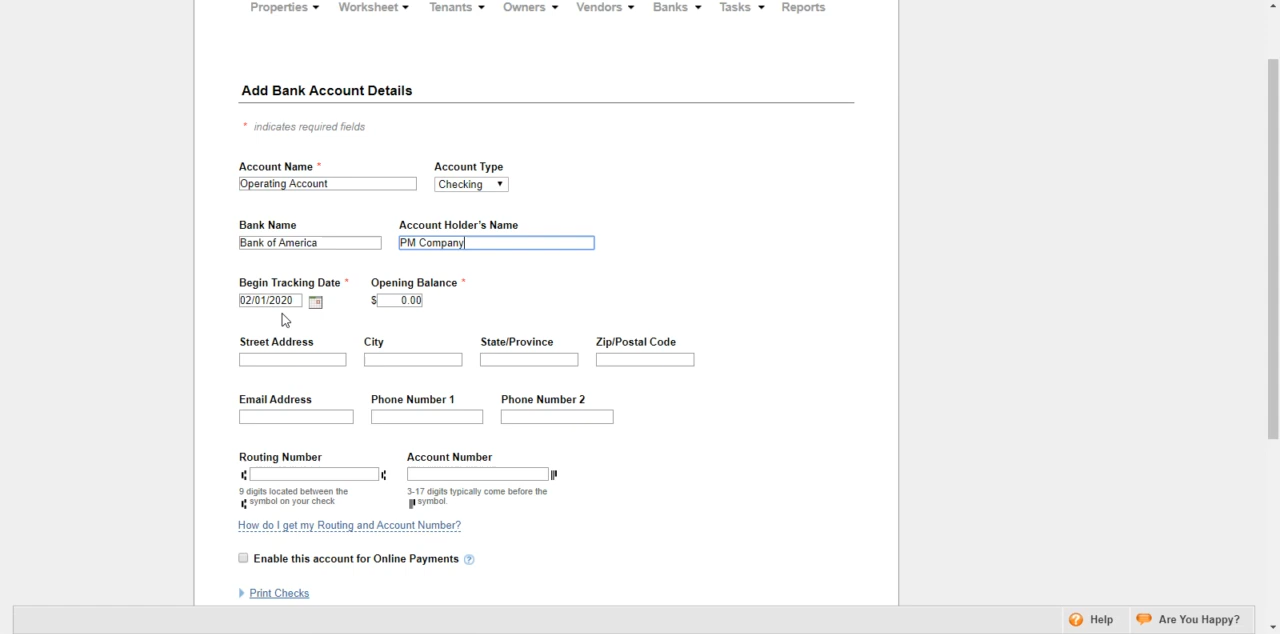 Properties Worksheet Tenants Owners Vendors Banks Tasks Reports
Add Bank Account Details
* indicates required fields
Account Name * Account Type
Operating Account Checking
Bank Name Account Holder's Name
Bank of America PM Company
Begin Tracking Date * Opening Balance *
02/01/2020 $ 0.00
Street Address City State/Province Zip/Postal Code
Email Address Phone Number 1 Phone Number 2
Routing Number Account Number
9 digits located between the 3-17 digits typically come before the
symbol on your check symbol.
How do I get my Routing and Account Number?
Enable this account for Online Payments ?
Print Checks
? Help Are You Happy?